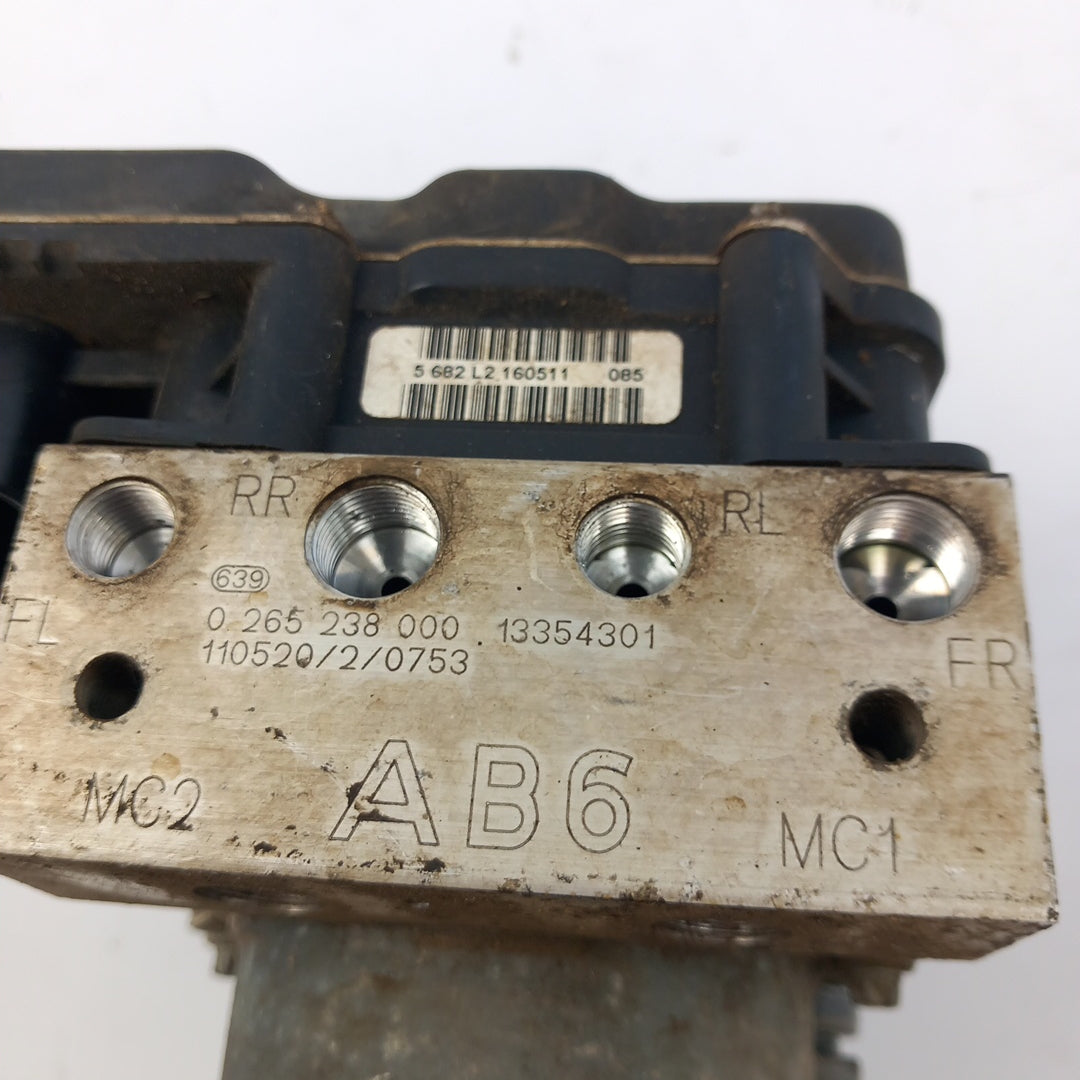 5 682 L2 160511 085
RR RL
639
0 265 238 000 . 13354301
FL 110520/2/0753 FR
MC2 AB6 MC1